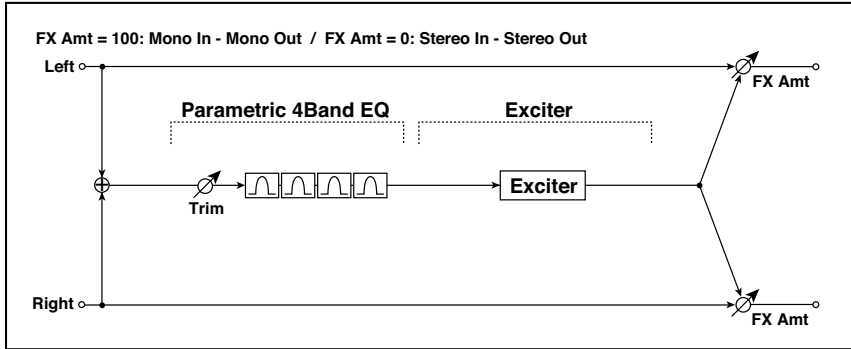 FX Amt = 100: Mono In - Mono Out / FX Amt = 0: Stereo In - Stereo Out
Left
FX Amt
Parametric 4Band EQ
Exciter
Trim
Exciter
Right
FX Amt